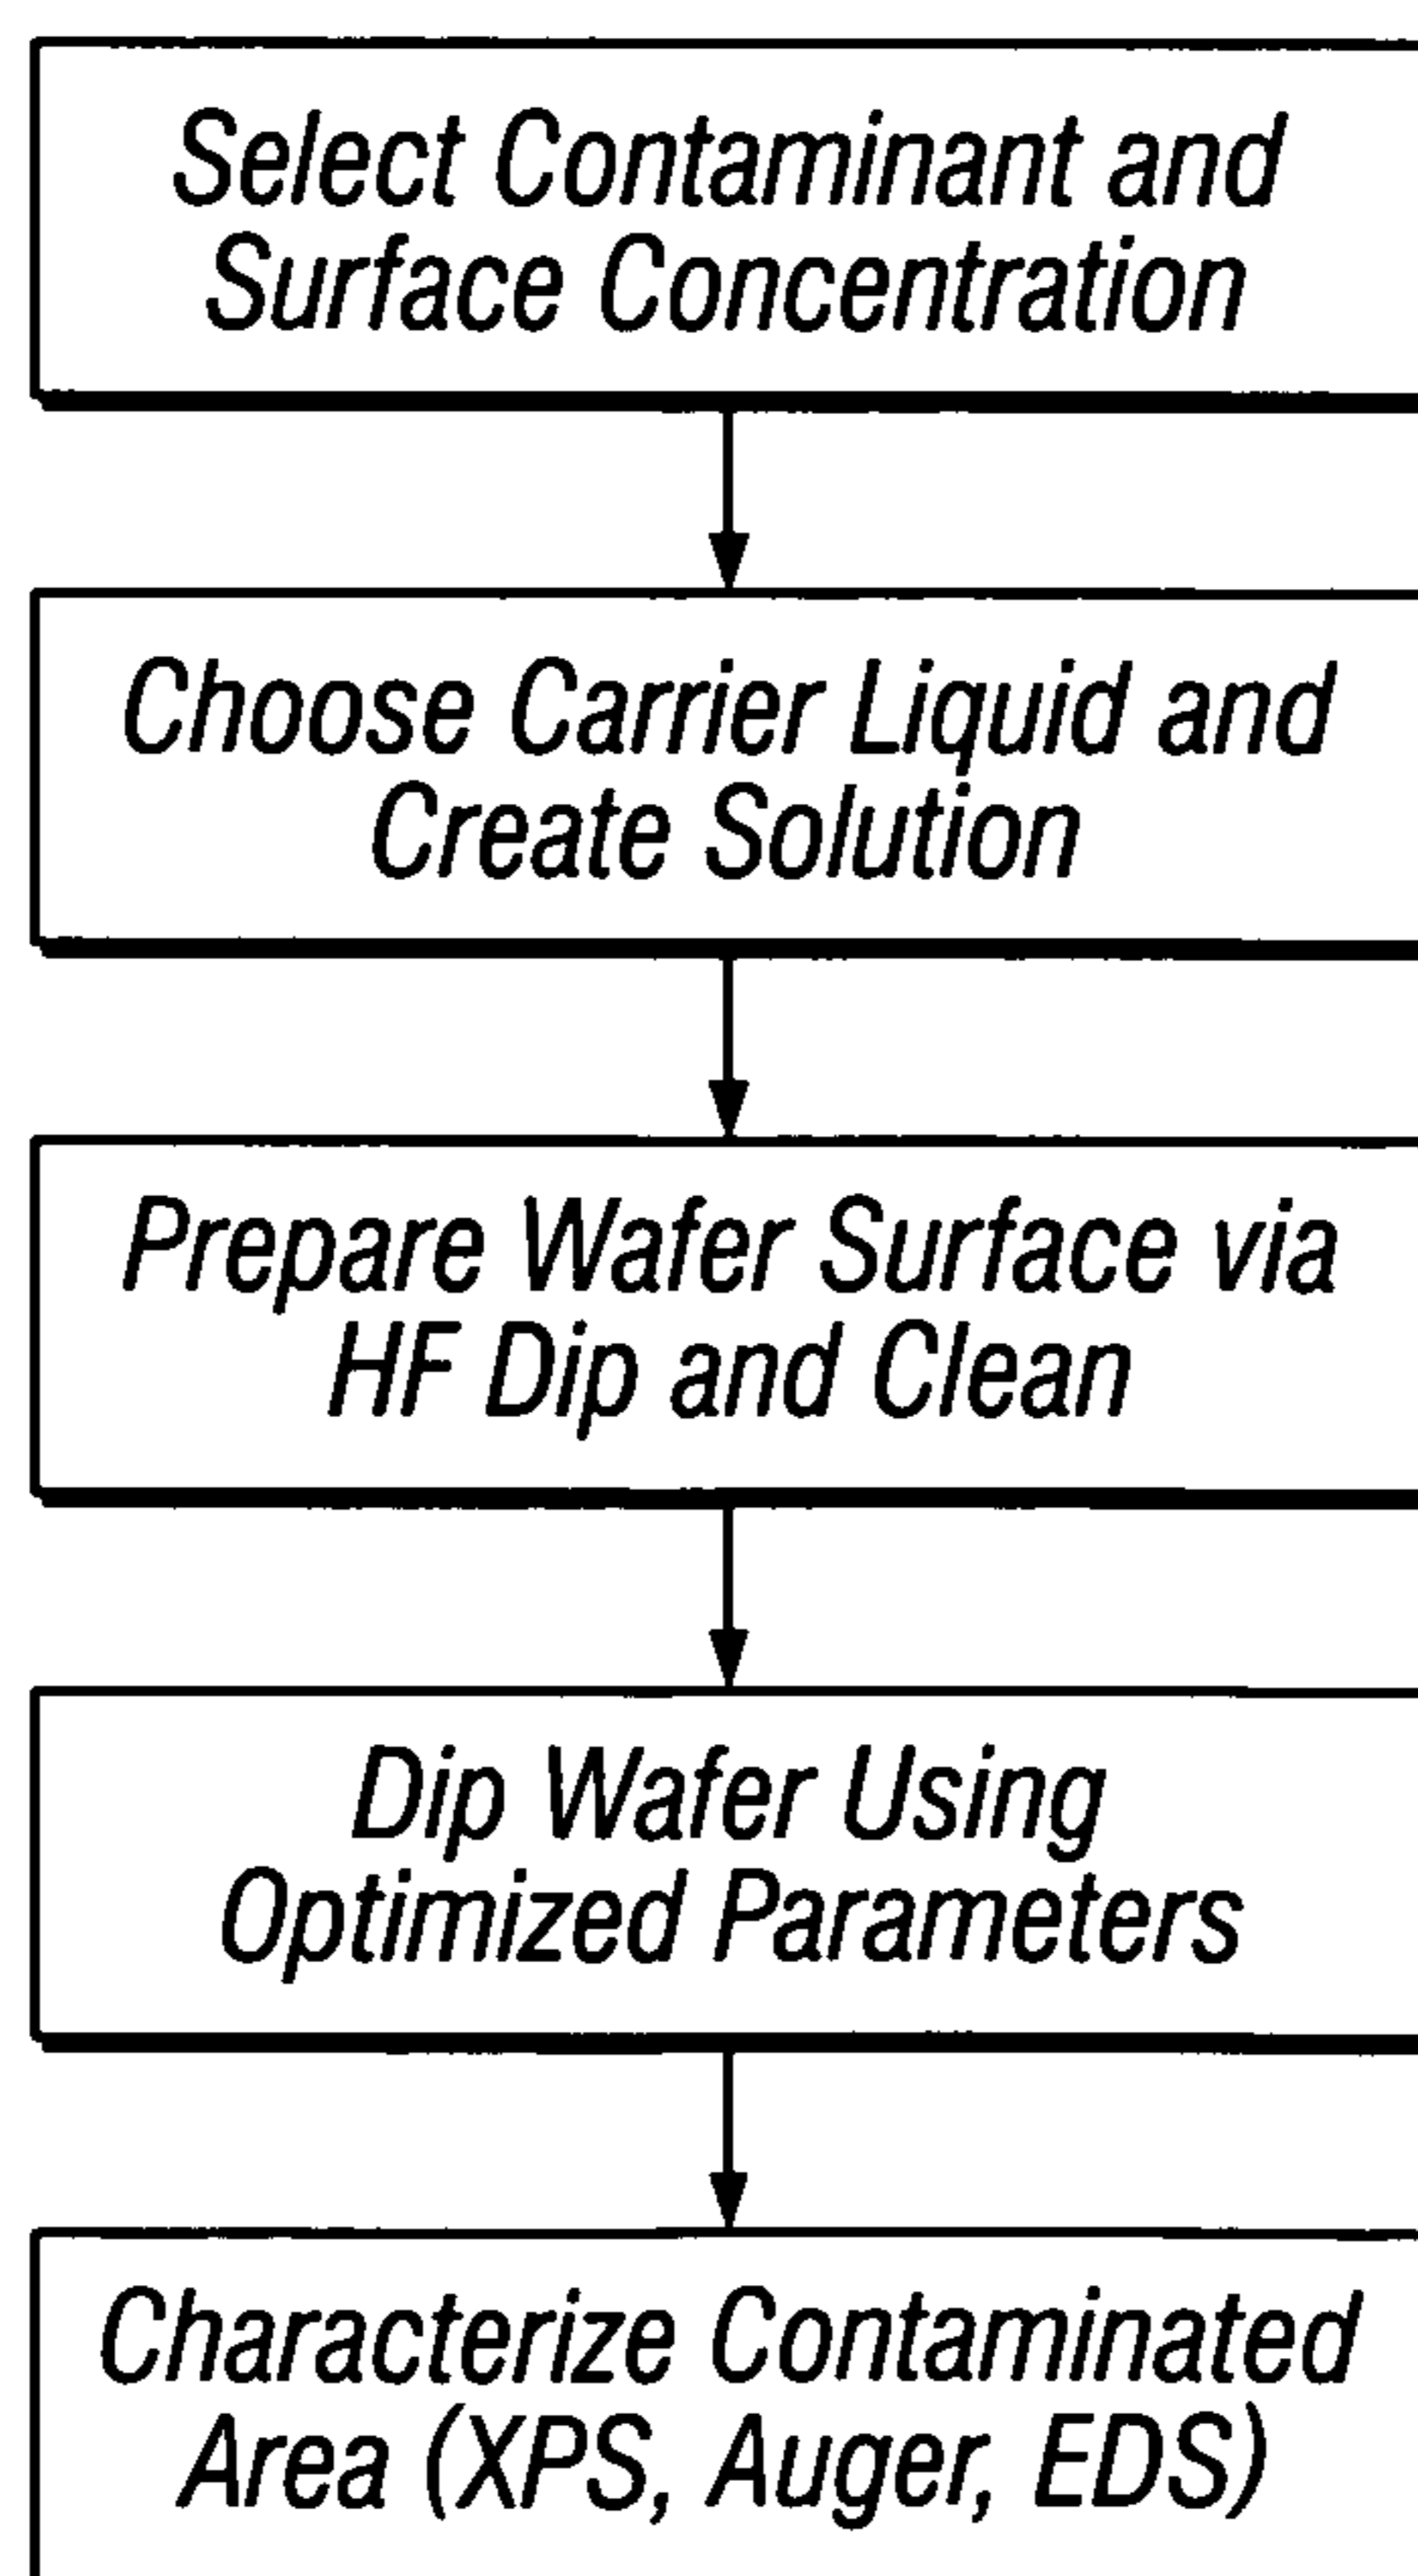 Select Contaminant and
Surface Concentration
Choose Carrier Liquid and
Create Solution
Prepare Wafer Surface via
HF Dip and Clean
Dip Wafer Using
Optimized Parameters
Characterize Contaminated
Area (XPS, Auger, EDS)